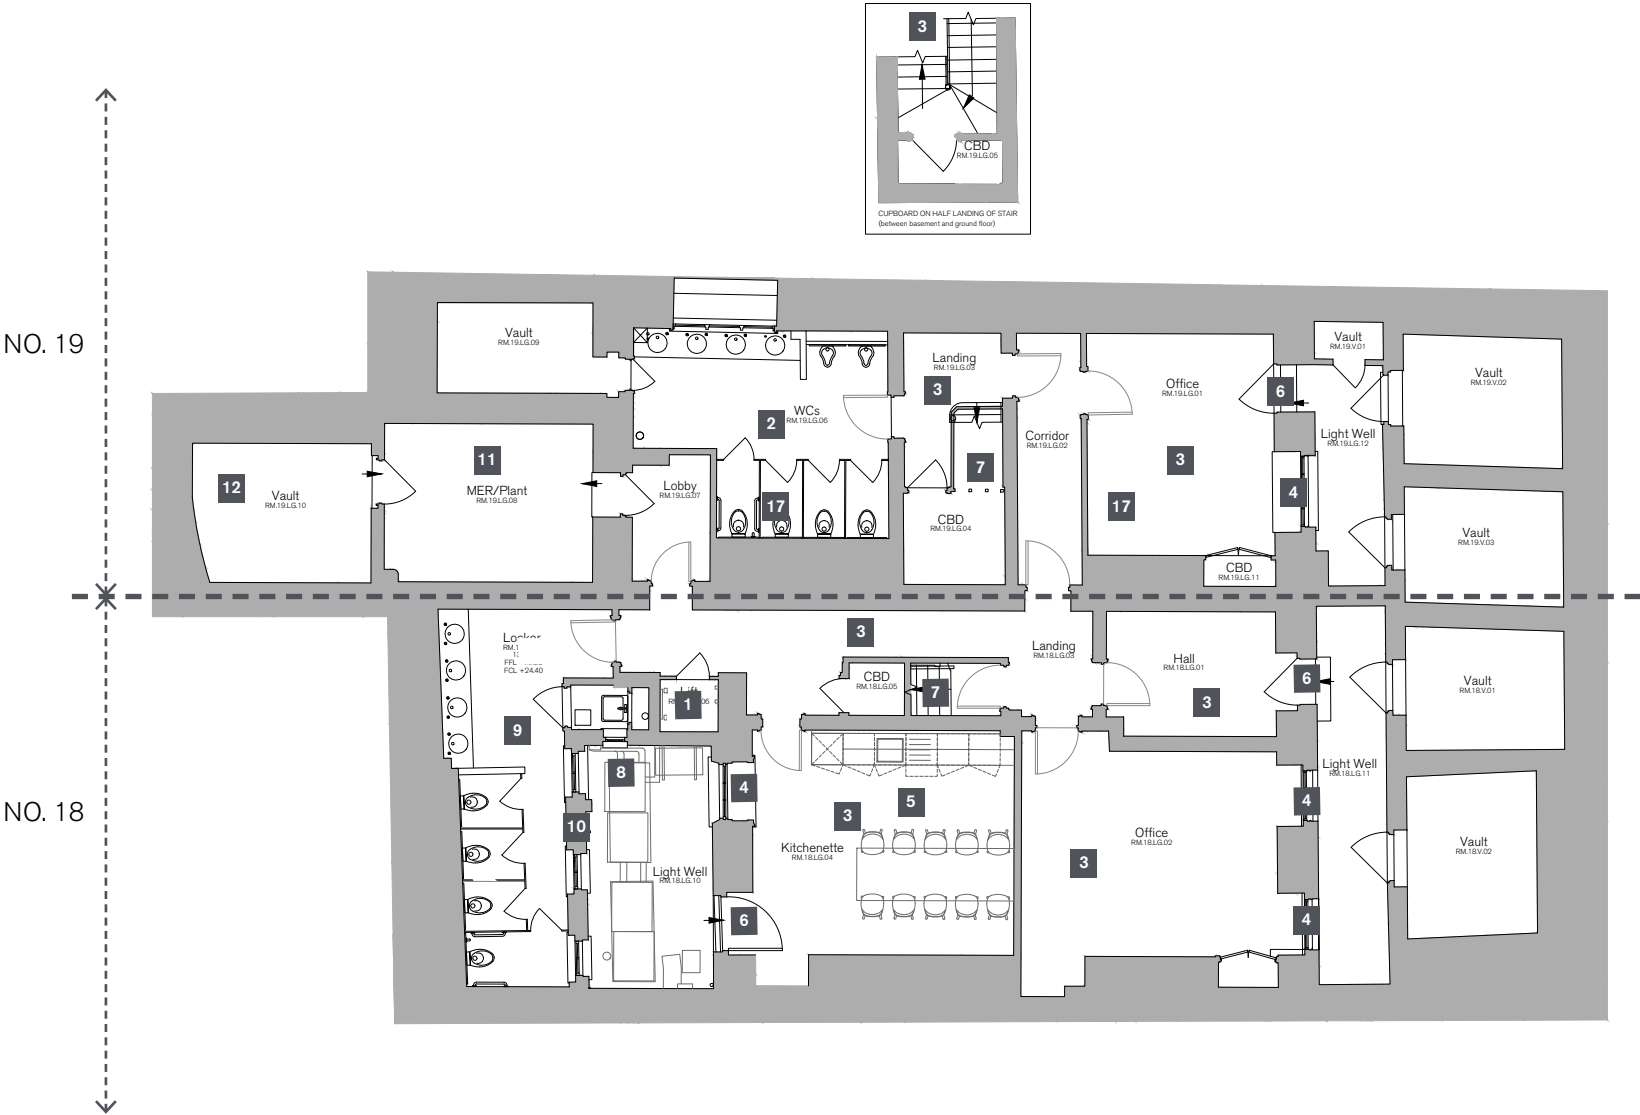 3
CBD
RM.19.LG.05
CUPBOARD ON HALF LANDING OF STAIR
(between basement and ground floor)
NO. 19
Vault
RM.19.LG.09
WCs
RM.19.LG.06
2
17
Landing
RM.19.LG.03
3
7
CBD
RM.19.LG.04
Corridor
RM.19.LG.02
Office
RM.19.LG.01
3
17
6
4
CBD
RM.19.LG.11
Vault
RM.19.V.01
Light Well
RM.19.LG.12
Vault
RM.19.V.02
Vault
RM.19.V.03
12
Vault
RM.19.LG.10
11
MER/Plant
RM.19.LG.08
Lobby
RM.19.LG.07
NO. 18
Locker
RM.1
FFL
FCL +24.40
9
10
1
8
Light Well
RM.18.LG.10
4
6
3
CBD
RM.18.LG.05
7
Landing
RM.18.LG.03
Hall
RM.18.LG.01
3
6
5
3
Kitchenette
RM.18.LG.04
Office
RM.18.LG.02
3
4
4
Light Well
RM.18.LG.11
Vault
RM.18.V.01
Vault
RM.18.V.02